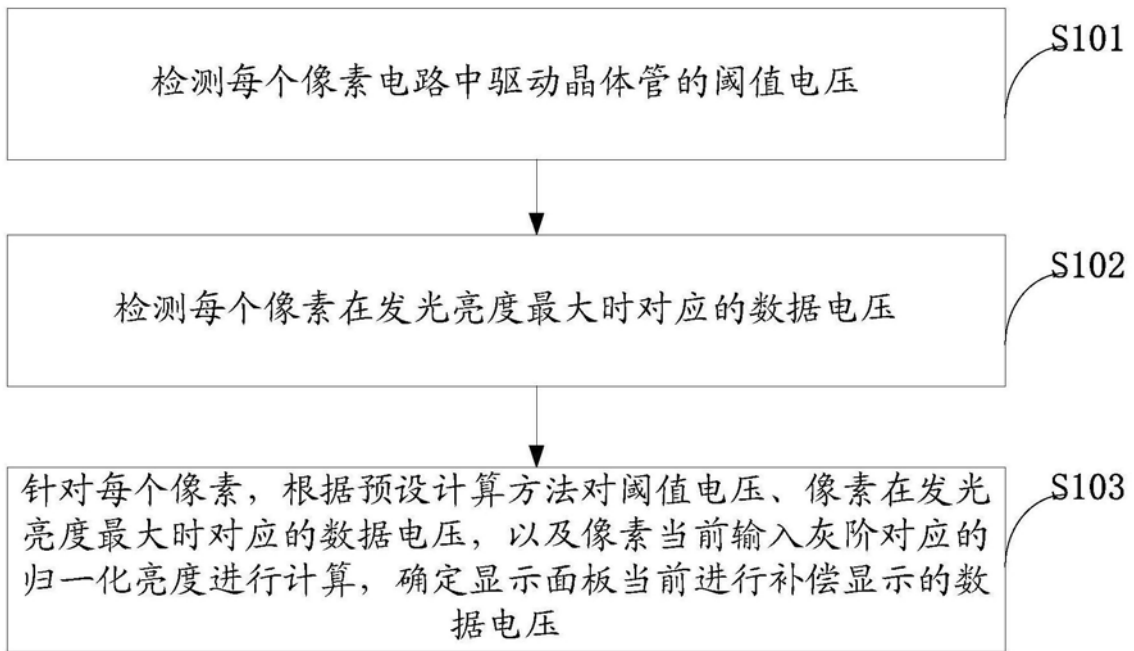 S101
检测每个像素电路中驱动晶体管的阈值电压
S102
检测每个像素在发光亮度最大时对应的数据电压
S103
针对每个像素，根据预设计算方法对阈值电压、像素在发光
亮度最大时对应的数据电压，以及像素当前输入灰阶对应的
归一化亮度进行计算，确定显示面板当前进行补偿显示的数
据电压